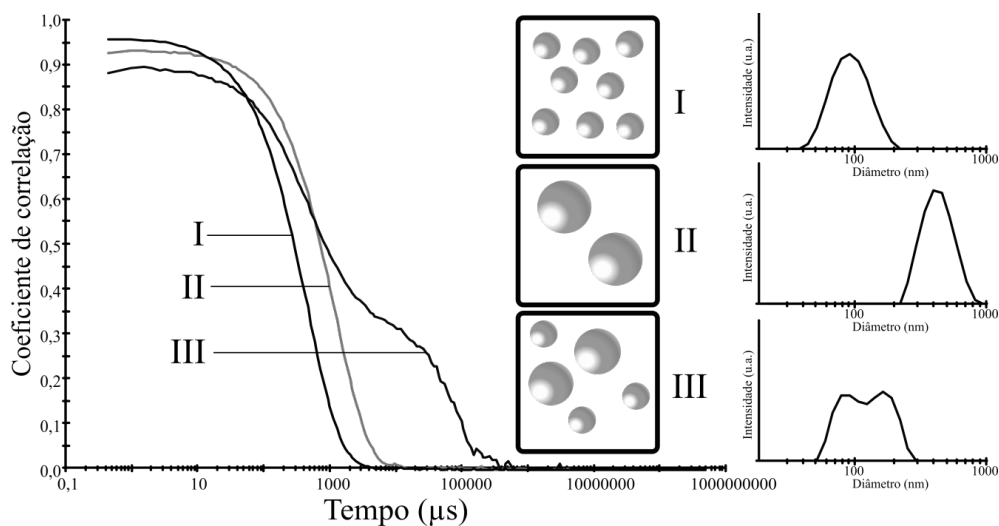 1,0
0,9
0,8
0,7
0,6
0,5
0,4
0,3
0,2
0,1
0,0
Coeficiente de correlação
0,1 10 1000 100000 10000000 1000000000
Tempo (µs)
I
II
III
I
II
III
Intensidade (u.a.)
100 1000
Diâmetro (nm)
Intensidade (u.a.)
100 1000
Diâmetro (nm)
Intensidade (u.a.)
100 1000
Diâmetro (nm)